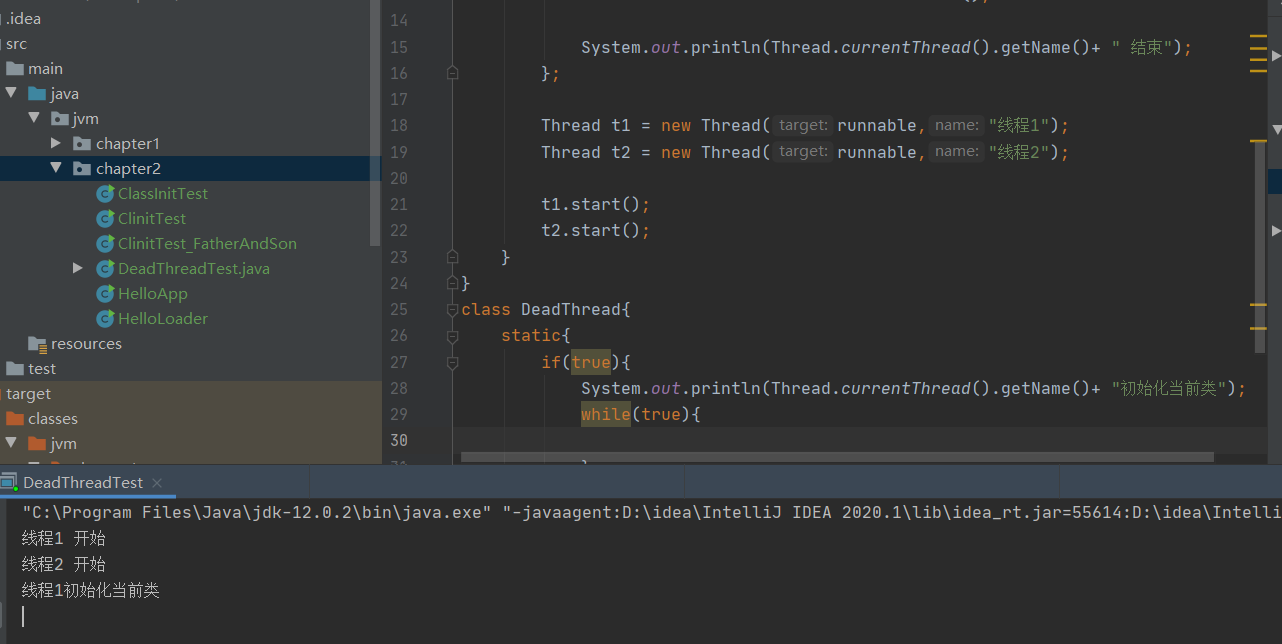 .idea
src
main
java
jvm
chapter1
chapter2
ClassInitTest
ClinitTest
ClinitTest_FatherAndSon
DeadThreadTest.java
HelloApp
HelloLoader
resources
test
target
classes
jvm
14
15 System.out.println(Thread.currentThread().getName()+ " 结束");
16 };
17
18 Thread t1 = new Thread( target: runnable, name: "线程1");
19 Thread t2 = new Thread( target: runnable, name: "线程2");
20
21 t1.start();
22 t2.start();
23 }
24 }
25 class DeadThread{
26 static{
27 if(true){
28 System.out.println(Thread.currentThread().getName()+ "初始化当前类");
29 while(true){
30
DeadThreadTest
"C:\Program Files\Java\jdk-12.0.2\bin\java.exe" "-javaagent:D:\idea\IntelliJ IDEA 2020.1\lib\idea_rt.jar=55614:D:\idea\Intelli
线程1 开始
线程2 开始
线程1初始化当前类